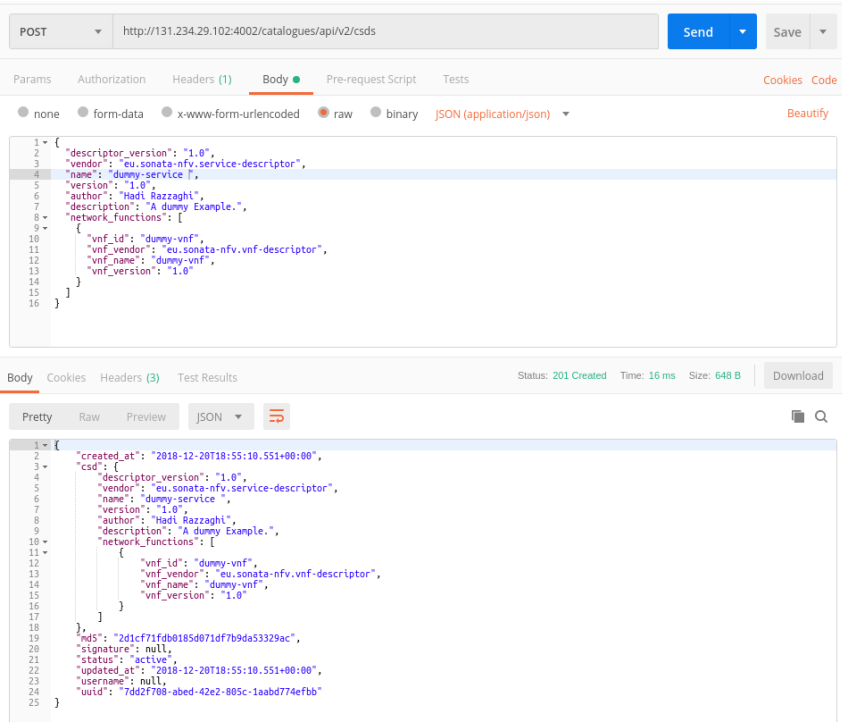 POST http://131.234.29.102:4002/catalogues/api/v2/csds Send Save
Params Authorization Headers (1) Body Pre-request Script Tests Cookies Code
none form-data x-www-form-urlencoded raw binary JSON (application/json) Beautify
1 {
2 "descriptor_version": "1.0",
3 "vendor": "eu.sonata-nfv.service-descriptor",
4 "name": "dummy-service ",
5 "version": "1.0",
6 "author": "Hadi Razzaghi",
7 "description": "A dummy Example.",
8 "network_functions": [
9 {
10 "vnf_id": "dummy-vnf",
11 "vnf_vendor": "eu.sonata-nfv.vnf-descriptor",
12 "vnf_name": "dummy-vnf",
13 "vnf_version": "1.0"
14 }
15 ]
16 }
Body Cookies Headers (3) Test Results Status: 201 Created Time: 16 ms Size: 648 B Download
Pretty Raw Preview JSON
1 {
2 "created_at": "2018-12-20T18:55:10.551+00:00",
3 "csd": {
4 "descriptor_version": "1.0",
5 "vendor": "eu.sonata-nfv.service-descriptor",
6 "name": "dummy-service ",
7 "version": "1.0",
8 "author": "Hadi Razzaghi",
9 "description": "A dummy Example.",
10 "network_functions": [
11 {
12 "vnf_id": "dummy-vnf",
13 "vnf_vendor": "eu.sonata-nfv.vnf-descriptor",
14 "vnf_name": "dummy-vnf",
15 "vnf_version": "1.0"
16 }
17 ]
18 },
19 "md5": "2d1cf71fdb0185d071df7b9da53329ac",
20 "signature": null,
21 "status": "active",
22 "updated_at": "2018-12-20T18:55:10.551+00:00",
23 "username": null,
24 "uuid": "7dd2f708-abed-42e2-805c-1aabd774efbb"
25 }